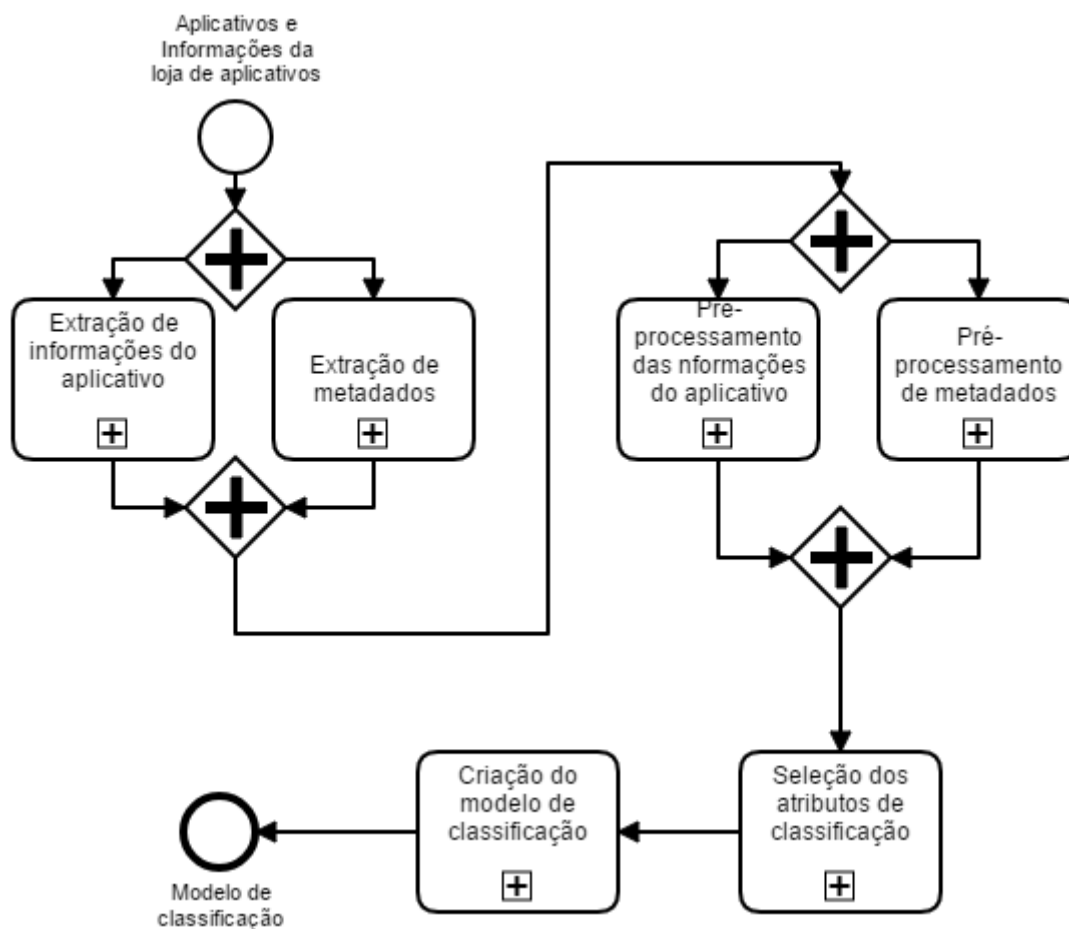 Aplicativos e
Informações da
loja de aplicativos
Extração de
informações do
aplicativo
Extração de
metadados
Pré-
processamento
das nformações
do aplicativo
Pré-
processamento
de metadados
Seleção dos
atributos de
classificação
Criação do
modelo de
classificação
Modelo de
classificação